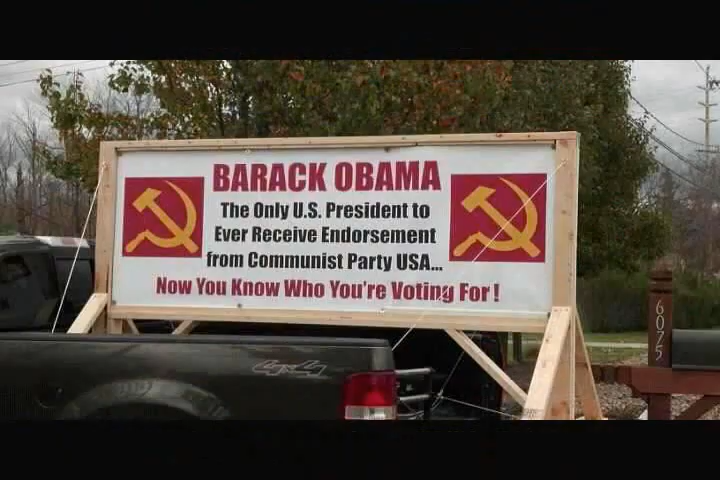 BARACK OBAMA
The Only U.S. President to
Ever Receive Endorsement
from Communist Party USA...
Now You Know Who You're Voting For!
4x4
6075